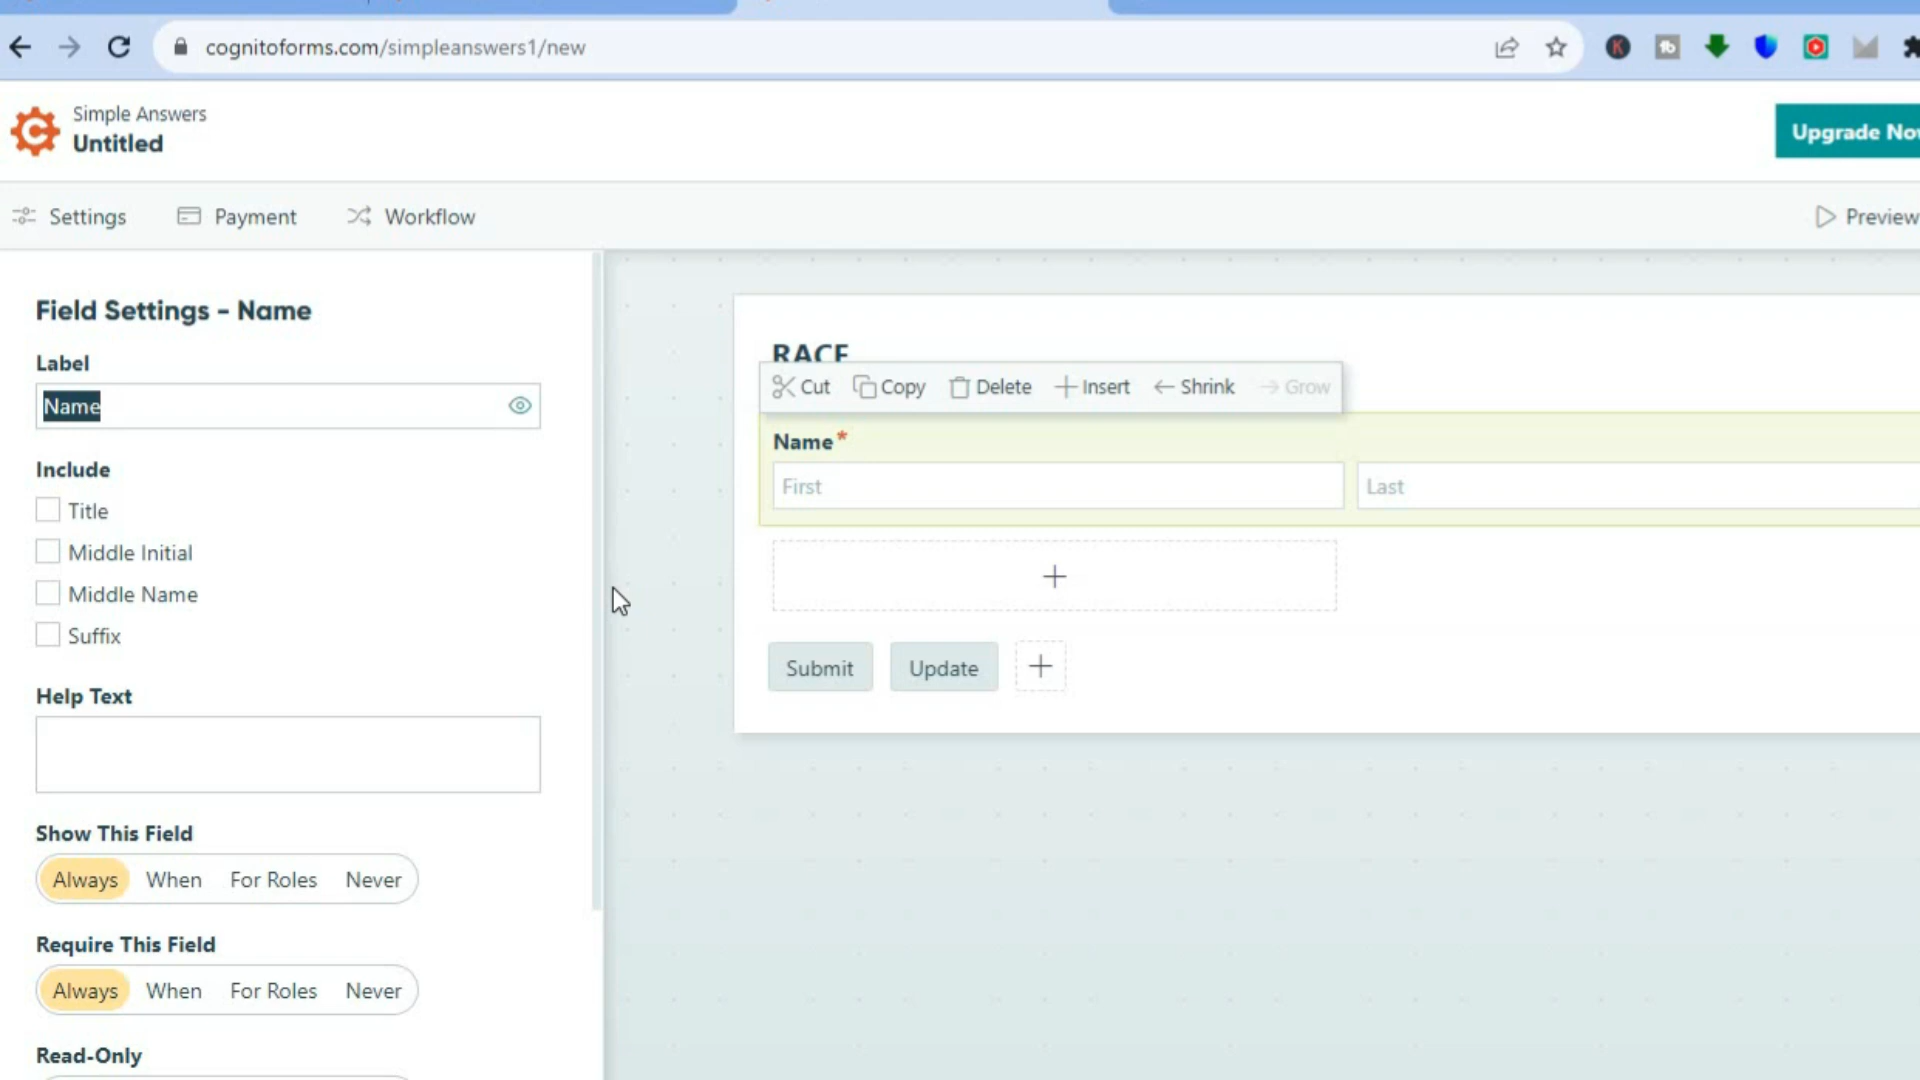 cognitoforms.com/simpleanswers1/new
Simple Answers
Untitled
Upgrade Now
Settings Payment Workflow Preview
Field Settings - Name
Label
Name
Include
Title
Middle Initial
Middle Name
Suffix
Help Text
Show This Field
Always When For Roles Never
Require This Field
Always When For Roles Never
Read-Only
RACE
Cut Copy Delete Insert Shrink Grow
Name*
First Last
Submit Update